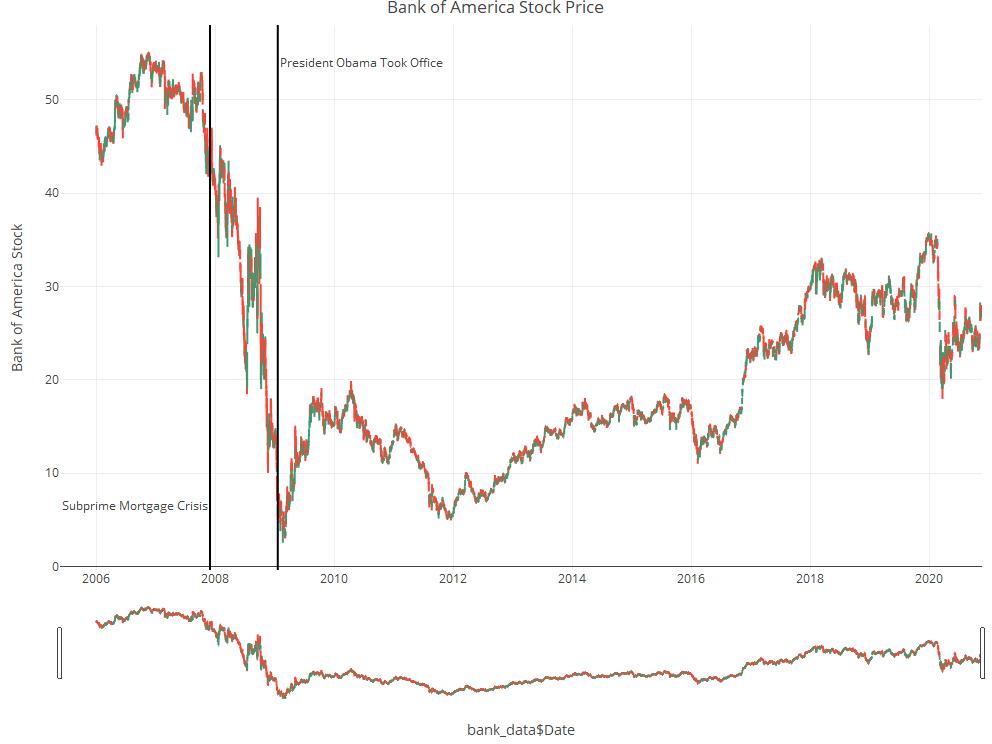 Bank of America Stock Price
President Obama Took Office
50
40
30
20
10
0
Bank of America Stock
Subprime Mortgage Crisis
2006 2008 2010 2012 2014 2016 2018 2020
bank_data$Date